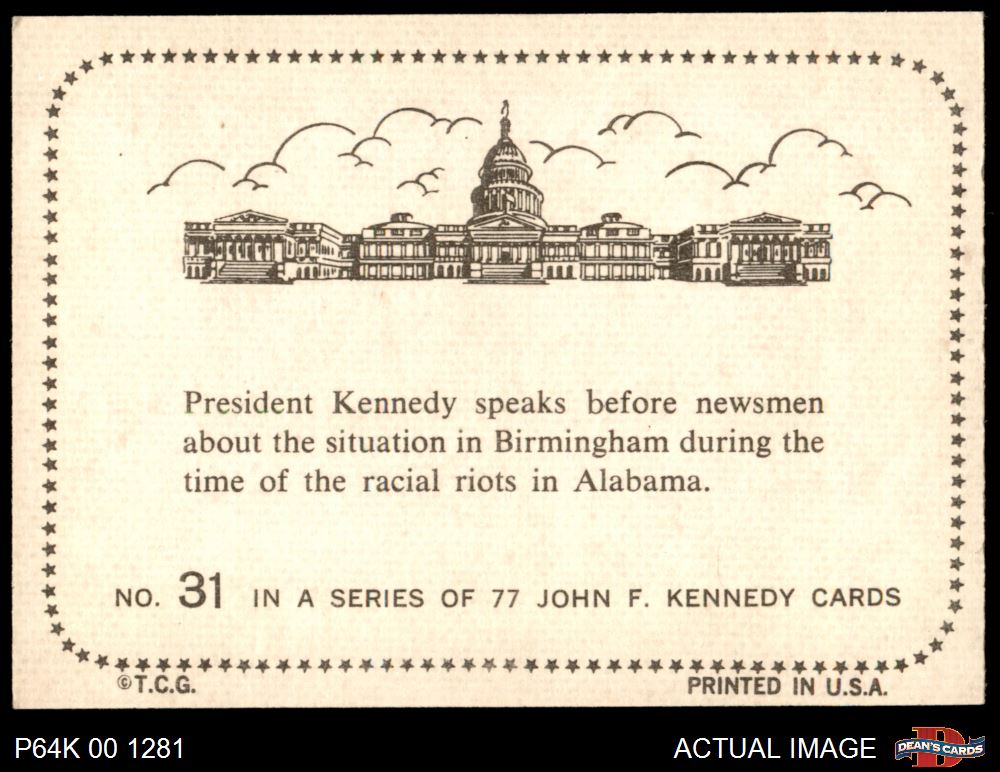 President Kennedy speaks before newsmen
about the situation in Birmingham during the
time of the racial riots in Alabama.
NO. 31 IN A SERIES OF 77 JOHN F. KENNEDY CARDS
©T.C.G. PRINTED IN U.S.A.
P64K 00 1281 ACTUAL IMAGE DEAN'S CARDS